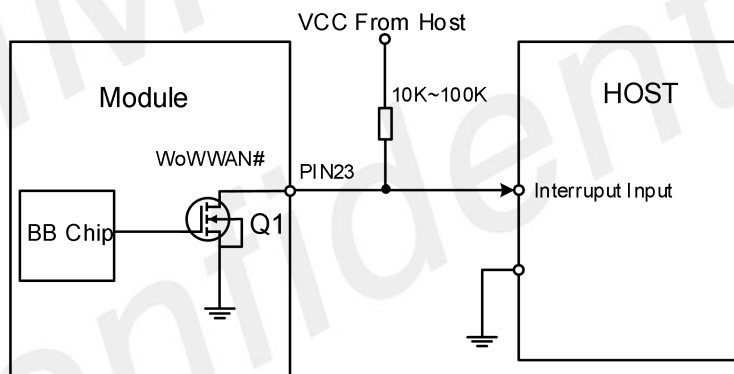 VCC From Host
Module
10K~100K
HOST
WoWWAN#
PIN23
Interruput Input
BB Chip
Q1